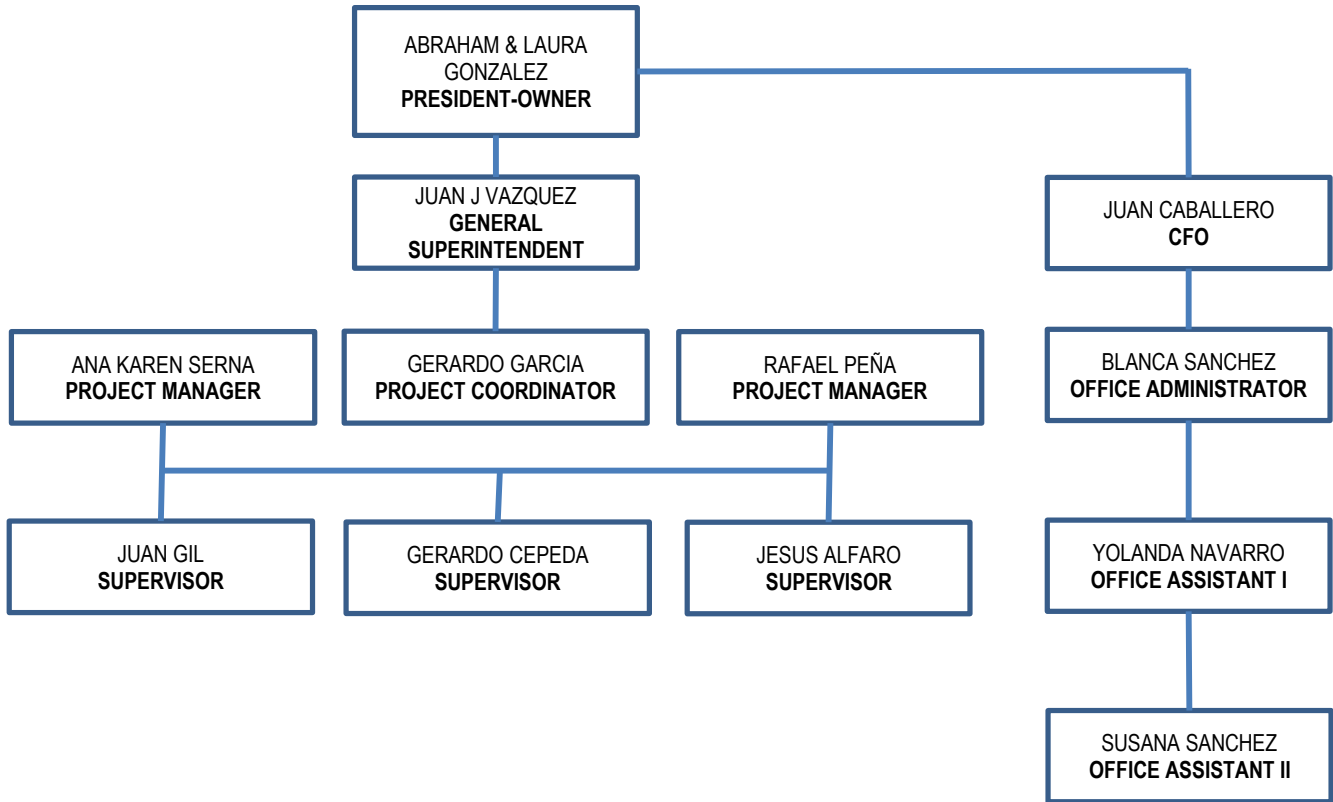 ABRAHAM & LAURA
GONZALEZ
PRESIDENT-OWNER
JUAN J VAZQUEZ
GENERAL
SUPERINTENDENT
JUAN CABALLERO
CFO
ANA KAREN SERNA
PROJECT MANAGER
GERARDO GARCIA
PROJECT COORDINATOR
RAFAEL PEÑA
PROJECT MANAGER
BLANCA SANCHEZ
OFFICE ADMINISTRATOR
JUAN GIL
SUPERVISOR
GERARDO CEPEDA
SUPERVISOR
JESUS ALFARO
SUPERVISOR
YOLANDA NAVARRO
OFFICE ASSISTANT I
SUSANA SANCHEZ
OFFICE ASSISTANT II